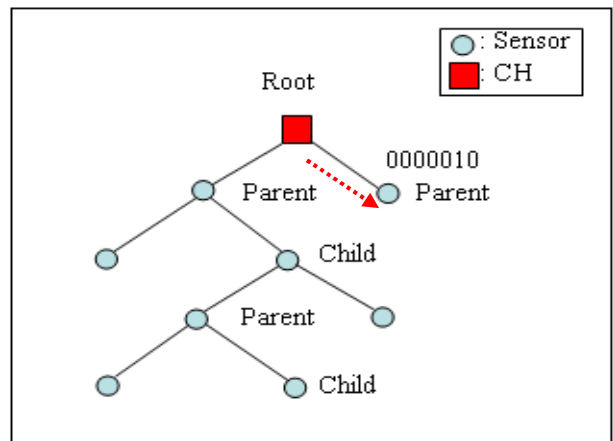 : Sensor
: CH
Root
0000010
Parent
Parent
Child
Parent
Child